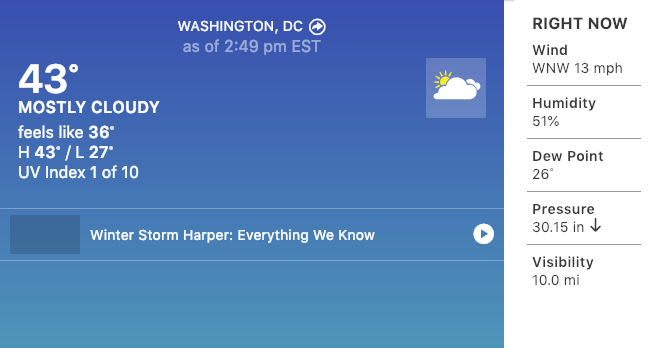 WASHINGTON, DC
as of 2:49 pm EST
43°
MOSTLY CLOUDY
feels like 36°
H 43° / L 27°
UV Index 1 of 10
Winter Storm Harper: Everything We Know
RIGHT NOW
Wind
WNW 13 mph
Humidity
51%
Dew Point
26°
Pressure
30.15 in ↓
Visibility
10.0 mi